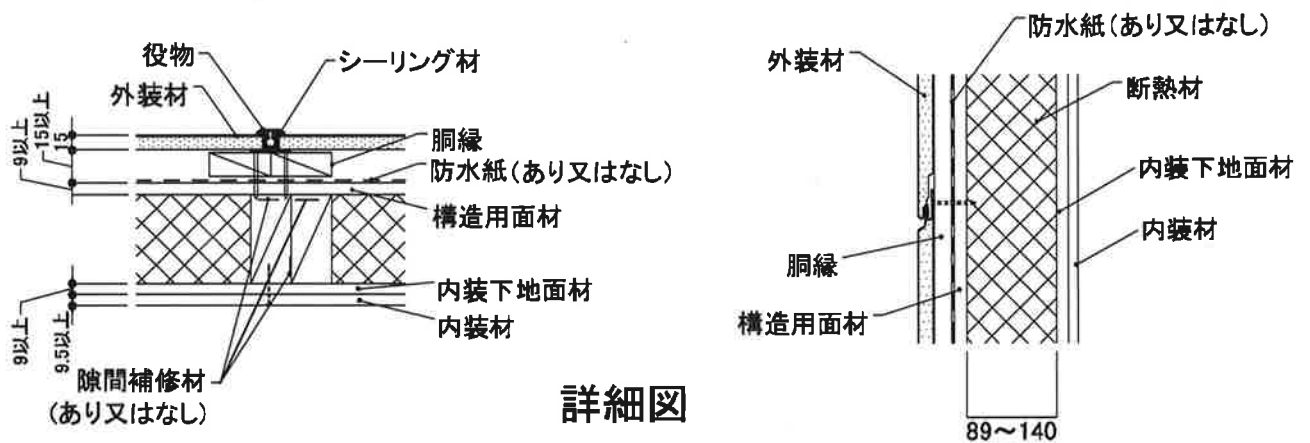 役物
シーリング材
外装材
胴縁
防水紙(あり又はなし)
構造用面材
内装下地面材
内装材
隙間補修材
(あり又はなし)
9以上
15以上
15
9以上
9.5以上
詳細図
防水紙(あり又はなし)
外装材
断熱材
内装下地面材
内装材
胴縁
構造用面材
89～140